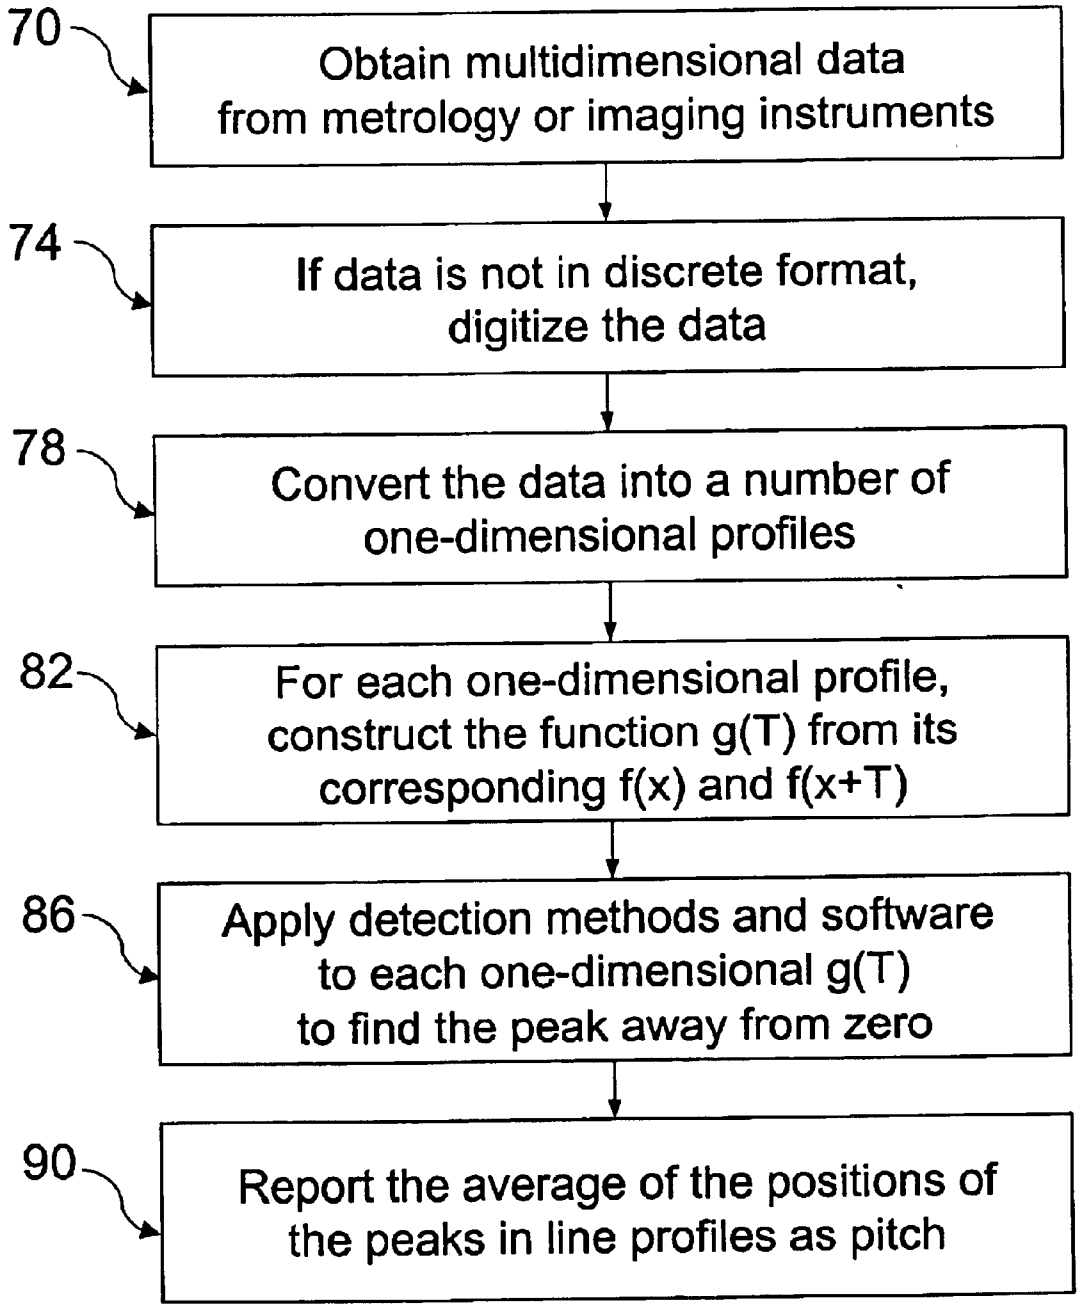 70
Obtain multidimensional data
from metrology or imaging instruments
74
If data is not in discrete format,
digitize the data
78
Convert the data into a number of
one-dimensional profiles
82
For each one-dimensional profile,
construct the function g(T) from its
corresponding f(x) and f(x+T)
86
Apply detection methods and software
to each one-dimensional g(T)
to find the peak away from zero
90
Report the average of the positions of
the peaks in line profiles as pitch